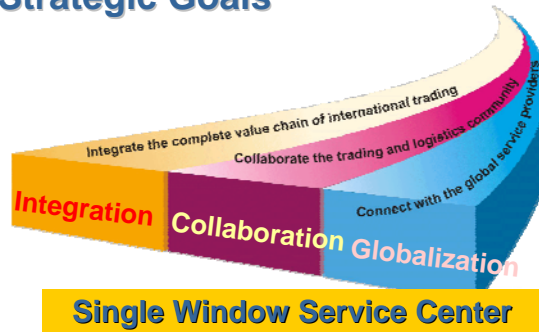 Strategic Goals
Integrate the complete value chain of international trading
Collaborate the trading and logistics community
Connect with the global service providers
Integration
Collaboration
Globalization
Single Window Service Center